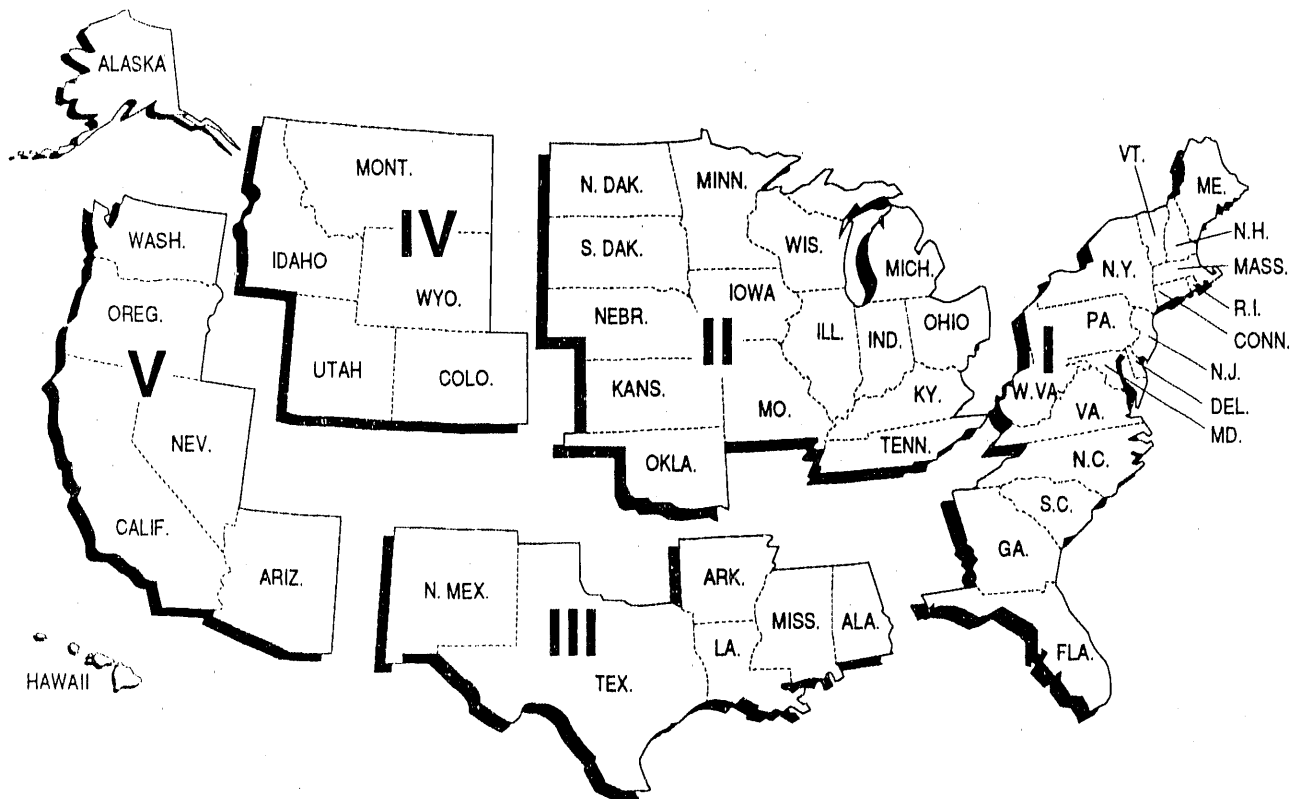 ALASKA
MONT.
IV
IDAHO
WYO.
UTAH
COLO.
WASH.
OREG.
V
NEV.
CALIF.
ARIZ.
HAWAII
N. DAK.
MINN.
S. DAK.
WIS.
MICH.
IOWA
NEBR.
II
ILL.
IND.
OHIO
KANS.
MO.
KY.
OKLA.
TENN.
N. MEX.
III
TEX.
ARK.
LA.
MISS.
ALA.
VT.
ME.
N.H.
N.Y.
MASS.
R.I.
PA.
CONN.
I
N.J.
W.VA.
VA.
DEL.
MD.
N.C.
S.C.
GA.
FLA.